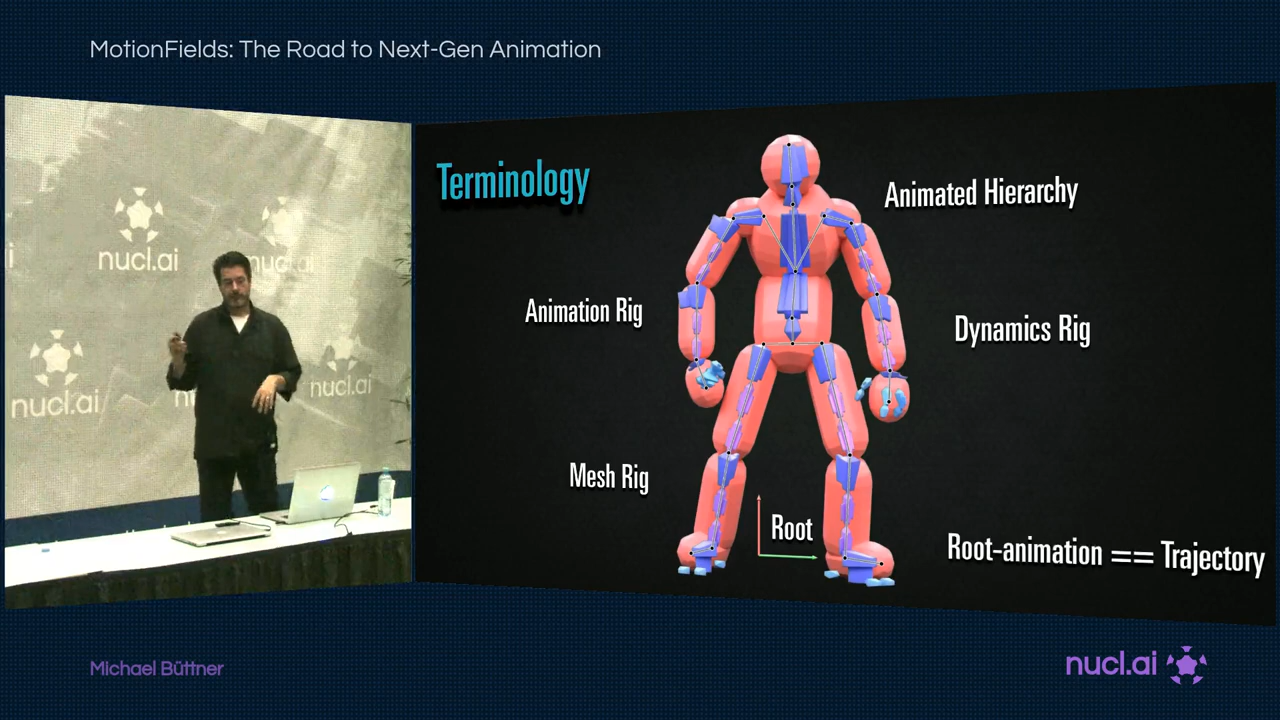 MotionFields: The Road to Next-Gen Animation
nucl.ai
nucl.ai
nucl.ai
nucl.ai
Terminology
Animated Hierarchy
Animation Rig
Dynamics Rig
Mesh Rig
Root
Root-animation == Trajectory
Michael Büttner
nucl.ai